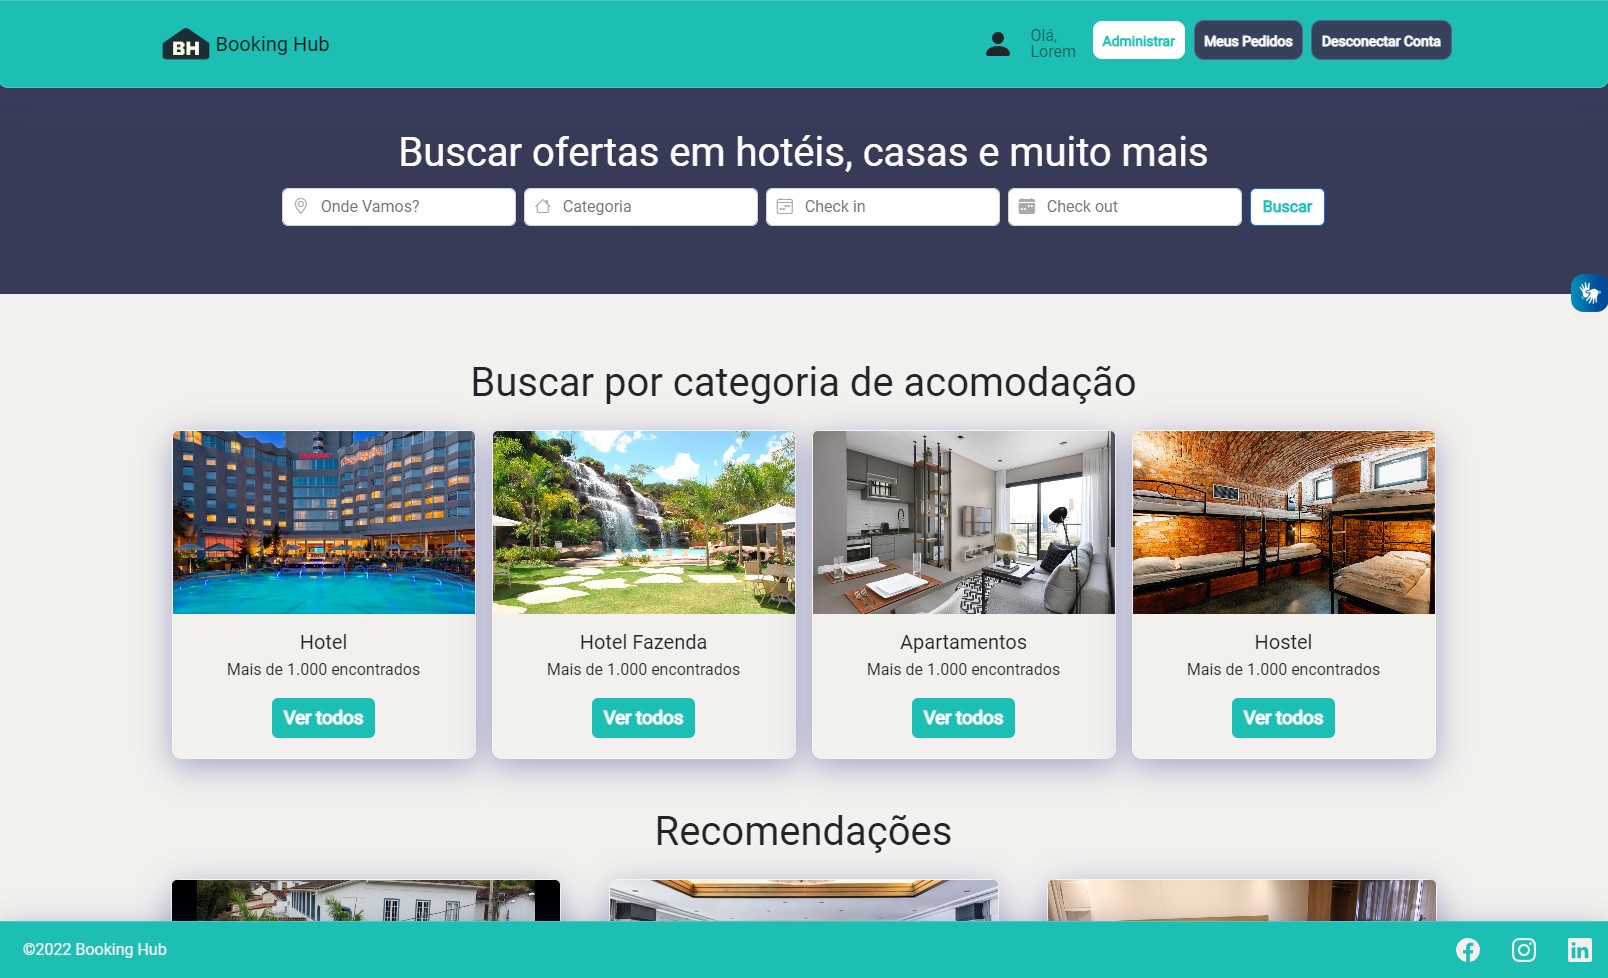 BH Booking Hub
Olá,
Lorem
Administrar
Meus Pedidos
Desconectar Conta
Buscar ofertas em hotéis, casas e muito mais
Onde Vamos?
Categoria
Check in
Check out
Buscar
Buscar por categoria de acomodação
Hotel
Mais de 1.000 encontrados
Ver todos
Hotel Fazenda
Mais de 1.000 encontrados
Ver todos
Apartamentos
Mais de 1.000 encontrados
Ver todos
Hostel
Mais de 1.000 encontrados
Ver todos
Recomendações
©2022 Booking Hub